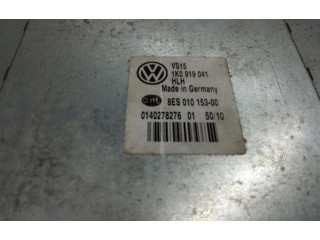 VS15
1K0 919 041
HLH
Made in Germany
8ES 010 153-00
0140278276 01 50/10